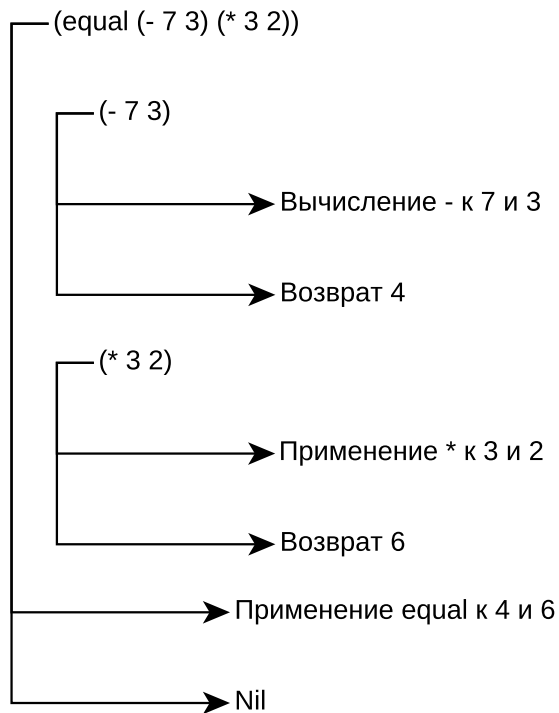 (equal (- 7 3) (* 3 2))
(- 7 3)
Вычисление - к 7 и 3
Возврат 4
(* 3 2)
Применение * к 3 и 2
Возврат 6
Применение equal к 4 и 6
Nil